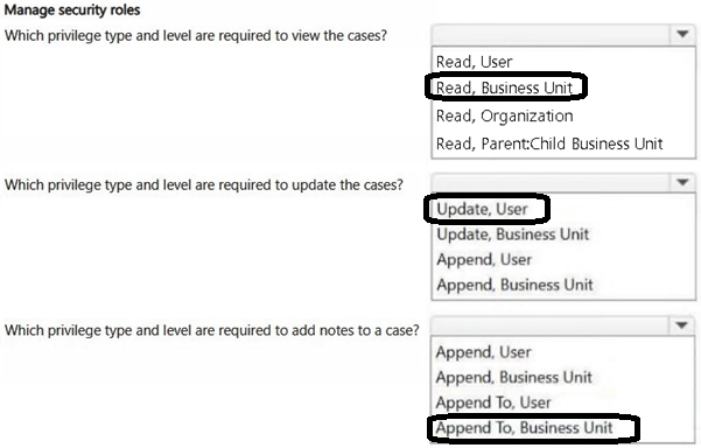 Manage security roles
Which privilege type and level are required to view the cases?
Read, User
Read, Business Unit
Read, Organization
Read, Parent:Child Business Unit
Which privilege type and level are required to update the cases?
Update, User
Update, Business Unit
Append, User
Append, Business Unit
Which privilege type and level are required to add notes to a case?
Append, User
Append, Business Unit
Append To, User
Append To, Business Unit